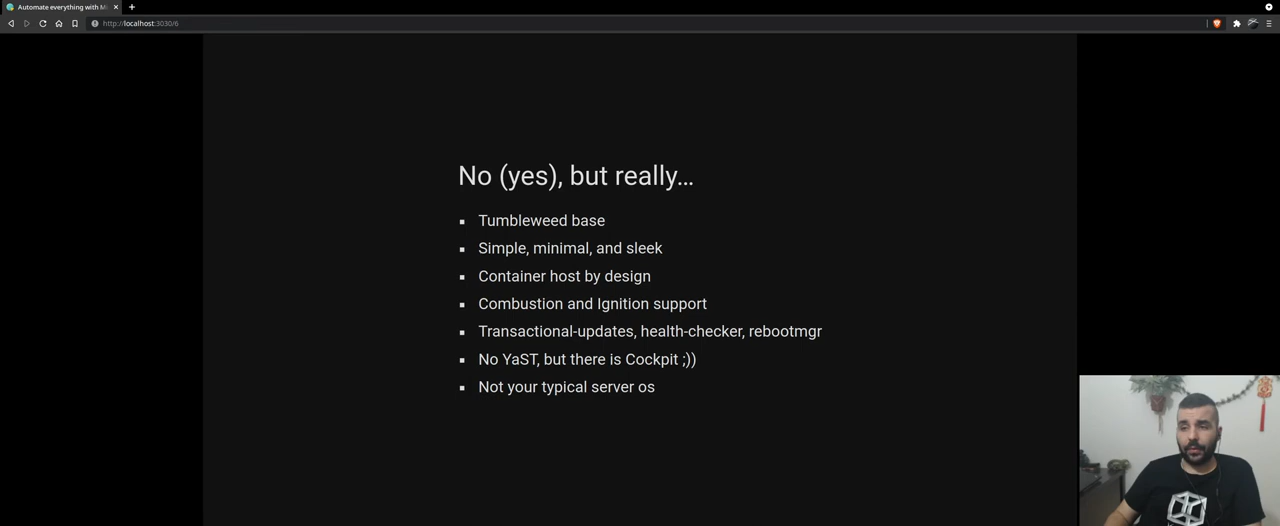 Automate everything with M
http://localhost:3030/6
No (yes), but really...
Tumbleweed base
Simple, minimal, and sleek
Container host by design
Combustion and Ignition support
Transactional-updates, health-checker, rebootmgr
No YaST, but there is Cockpit ;))
Not your typical server os